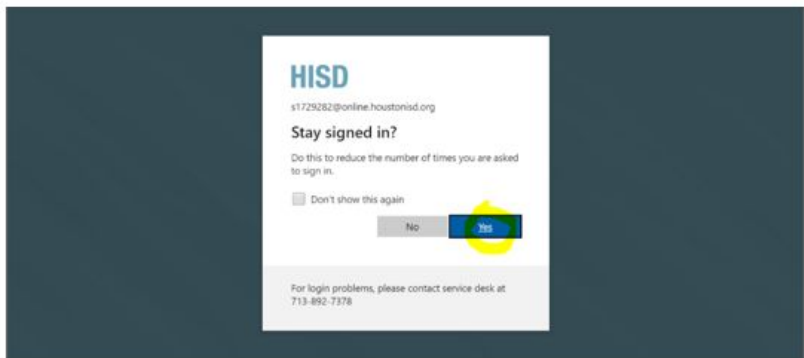 HISD
s1729282@online.houstonisd.org
Stay signed in?
Do this to reduce the number of times you are asked
to sign in.
Don't show this again
No Yes
For login problems, please contact service desk at
713-892-7378